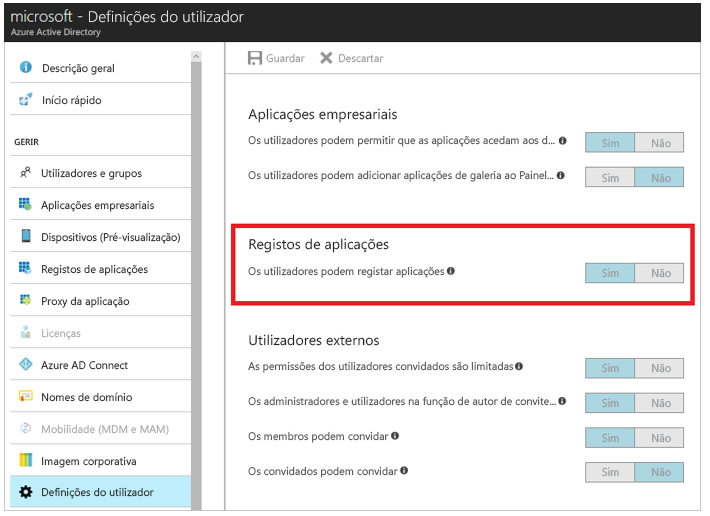 microsoft - Definições do utilizador
Azure Active Directory
Descrição geral
Início rápido
GERIR
Utilizadores e grupos
Aplicações empresariais
Dispositivos (Pré-visualização)
Registos de aplicações
Proxy da aplicação
Licenças
Azure AD Connect
Nomes de domínio
Mobilidade (MDM e MAM)
Imagem corporativa
Definições do utilizador
Guardar Descartar
Aplicações empresariais
Os utilizadores podem permitir que as aplicações acedam aos d... Sim Não
Os utilizadores podem adicionar aplicações de galeria ao Painel... Sim Não
Registos de aplicações
Os utilizadores podem registar aplicações Sim Não
Utilizadores externos
As permissões dos utilizadores convidados são limitadas Sim Não
Os administradores e utilizadores na função de autor de convite... Sim Não
Os membros podem convidar Sim Não
Os convidados podem convidar Sim Não